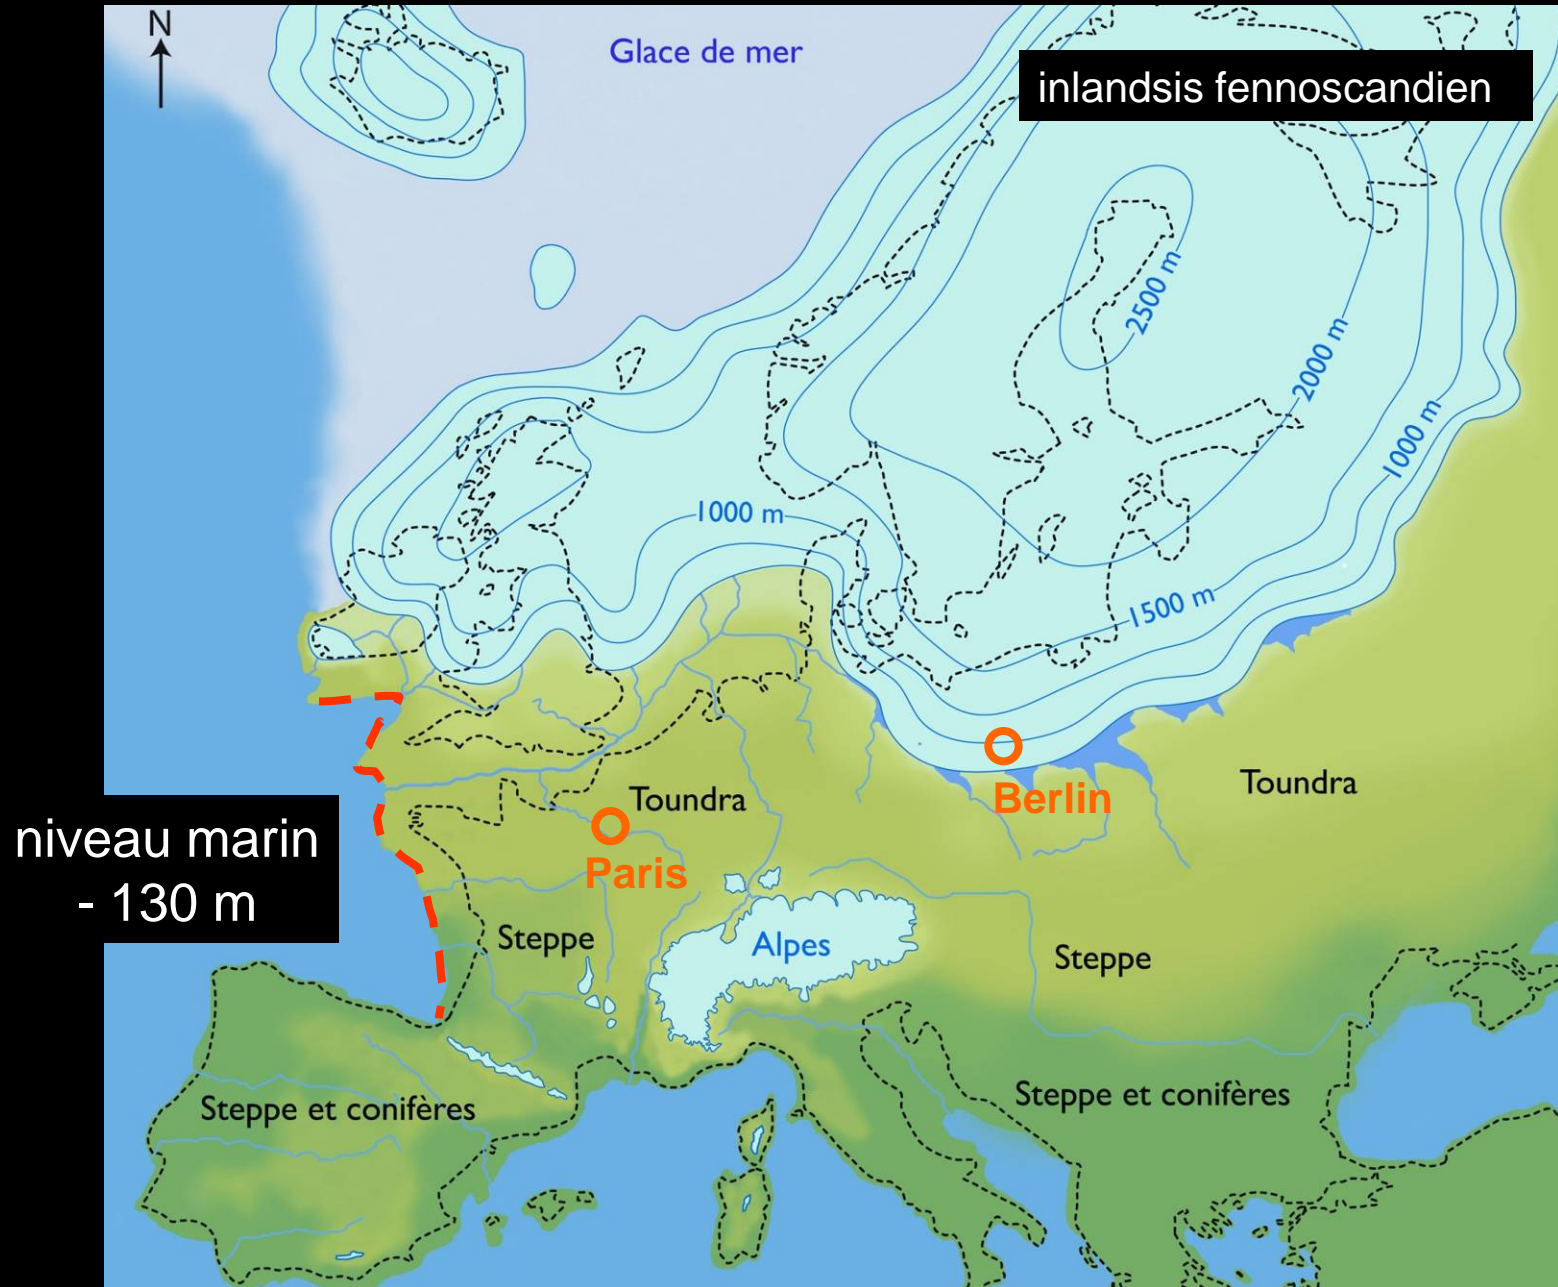 N
Glace de mer
inlandsis fennoscandien
2500 m
2000 m
1000 m
1000 m
1500 m
Toundra
Berlin
Toundra
Paris
niveau marin
- 130 m
Steppe
Alpes
Steppe
Steppe et conifères
Steppe et conifères